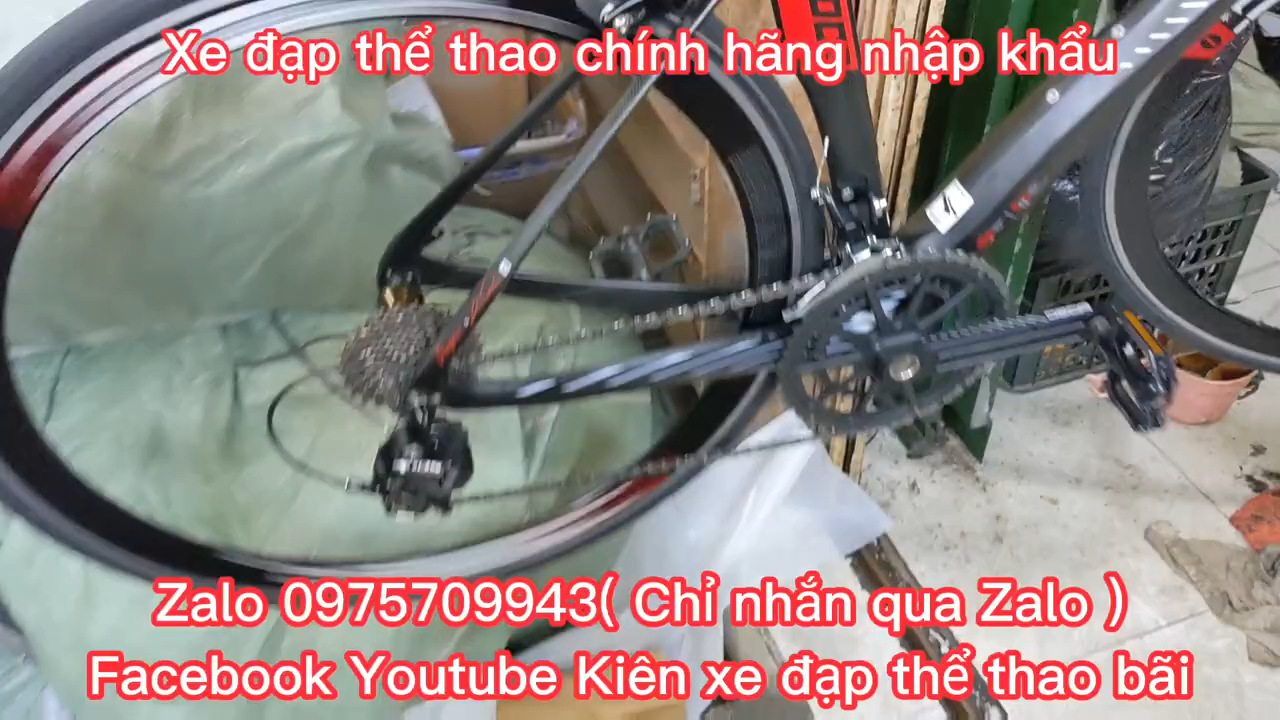 Xe đạp thể thao chính hãng nhập khẩu
Zalo 0975709943( Chỉ nhắn qua Zalo )
Facebook Youtube Kiên xe đạp thể thao bãi